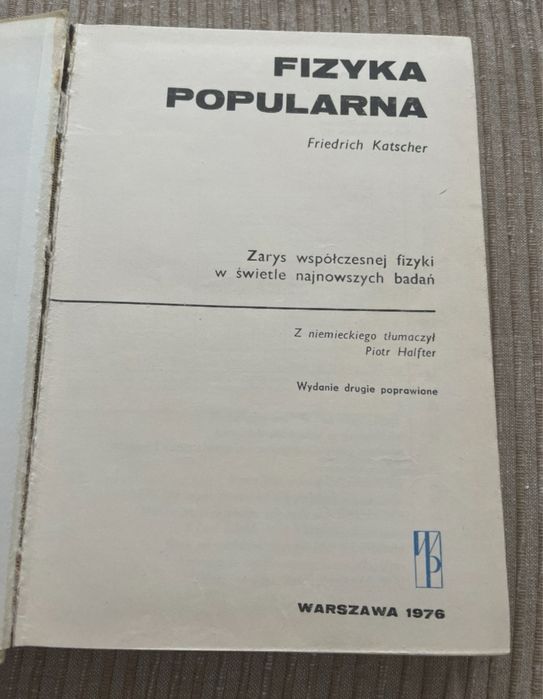 FIZYKA
POPULARNA
Friedrich Katscher
Zarys współczesnej fizyki
w świetle najnowszych badań
Z niemieckiego tłumaczył
Piotr Halfter
Wydanie drugie poprawione
WP
WARSZAWA 1976